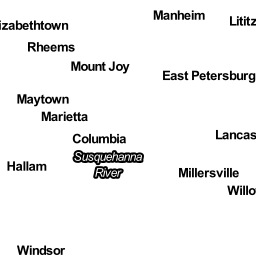 Manheim
Lititz
izabethtown
Rheems
Mount Joy
East Petersburg
Maytown
Marietta
Lancas
Columbia
Susquehanna
River
Hallam
Millersville
Willo
Windsor